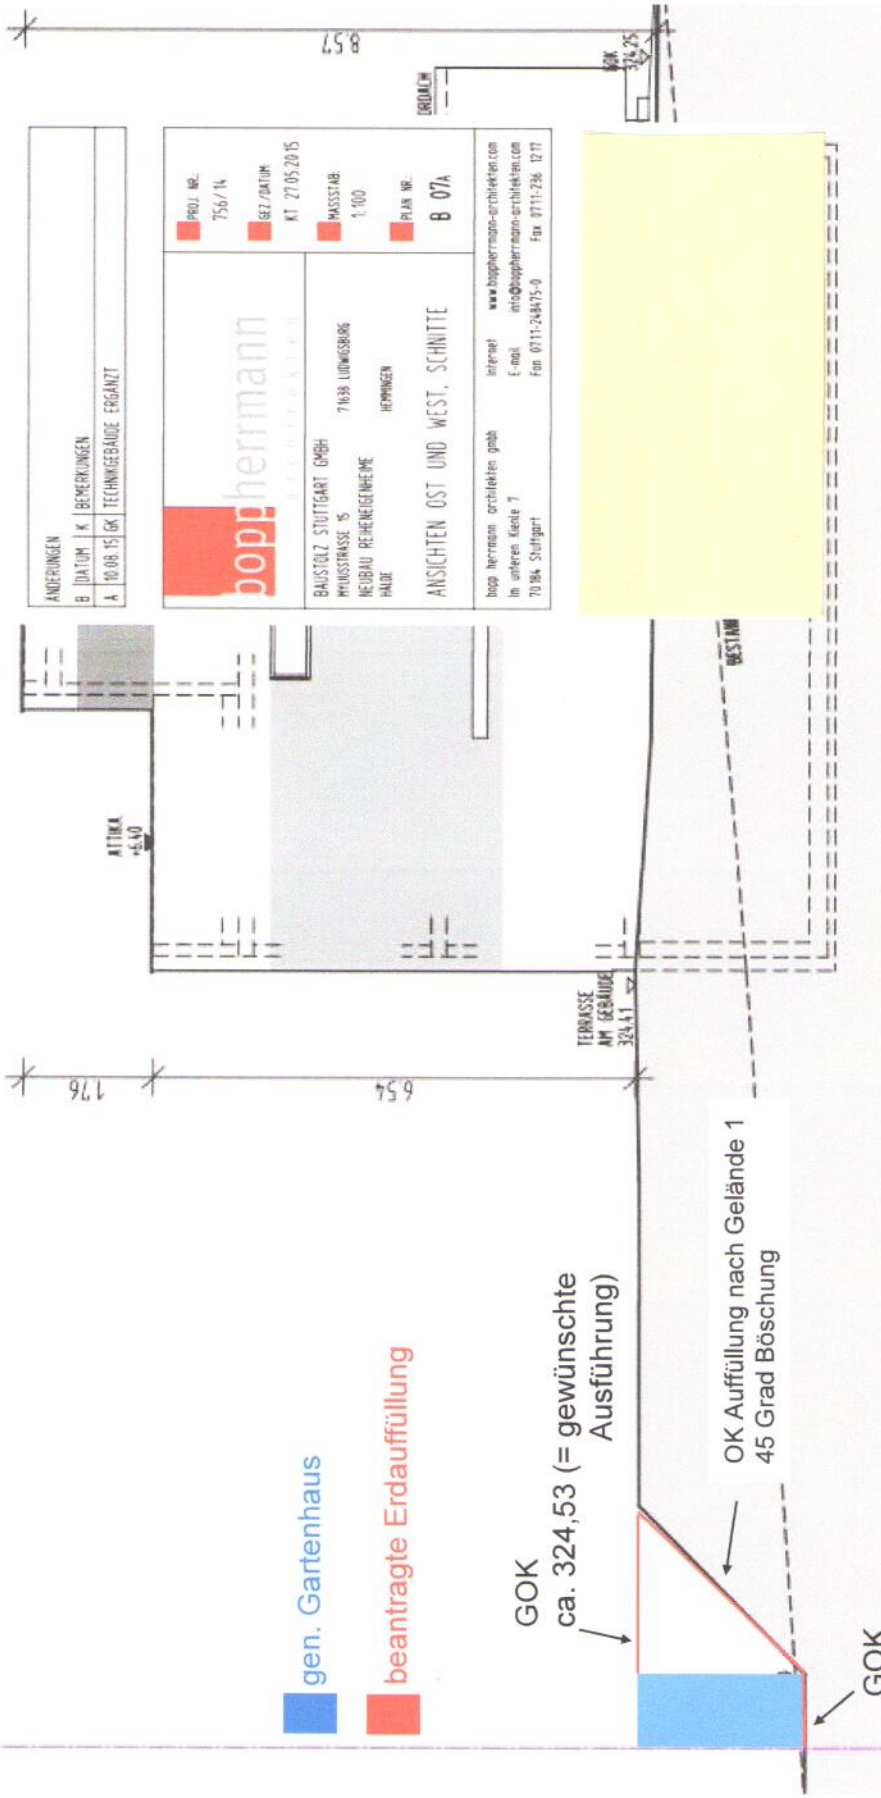 8.57
DRDACH
GOK
324.25
ÄNDERUNGEN
B DATUM K BEMERKUNGEN
A 10.08.15 GK TECHNIKGEBÄUDE ERGÄNZT
bopp herrmann
architekten
PROJ. NR.:
756/14
GEZ./DATUM:
KT 27.05.2015
MASSSTAB:
1:100
PLAN NR.:
B 07A
BAUSTOLZ STUTTGART GMBH
MYLIUSSTRASSE 15 71638 LUDWIGSBURG
NEUBAU REIHENEIGENHEIME
HÄLDE HEMMINGEN
ANSICHTEN OST UND WEST, SCHNITTE
bopp herrmann architekten gmbh Internet www.boppherrmann-architekten.com
Im unteren Kienle 7 E-mail info@boppherrmann-architekten.com
70184 Stuttgart Fon 0711-248475-0 Fax 0711-236 1217
ATTIKA
+6.40
BESTAN
TERRASSE
AM GEBÄUDE
324.41
1.76
6.54
gen. Gartenhaus
beantragte Erdauffüllung
GOK
ca. 324,53 (= gewünschte
Ausführung)
OK Auffüllung nach Gelände 1
45 Grad Böschung
GOK